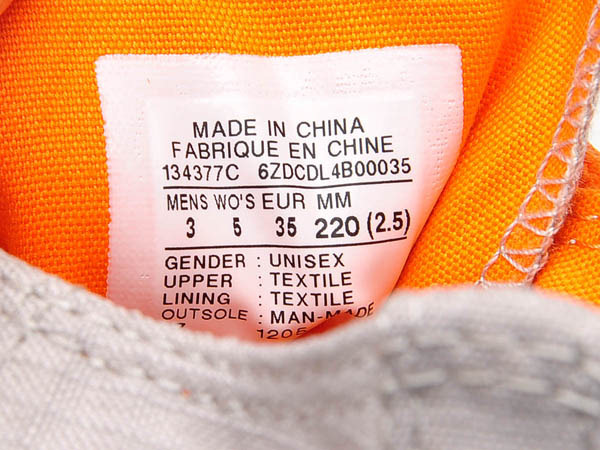 MADE IN CHINA
FABRIQUE EN CHINE
134377C 6ZDCDL4B00035
MENS WO'S EUR MM
3 5 35 220 (2.5)
GENDER : UNISEX
UPPER : TEXTILE
LINING : TEXTILE
OUTSOLE : MAN-MADE